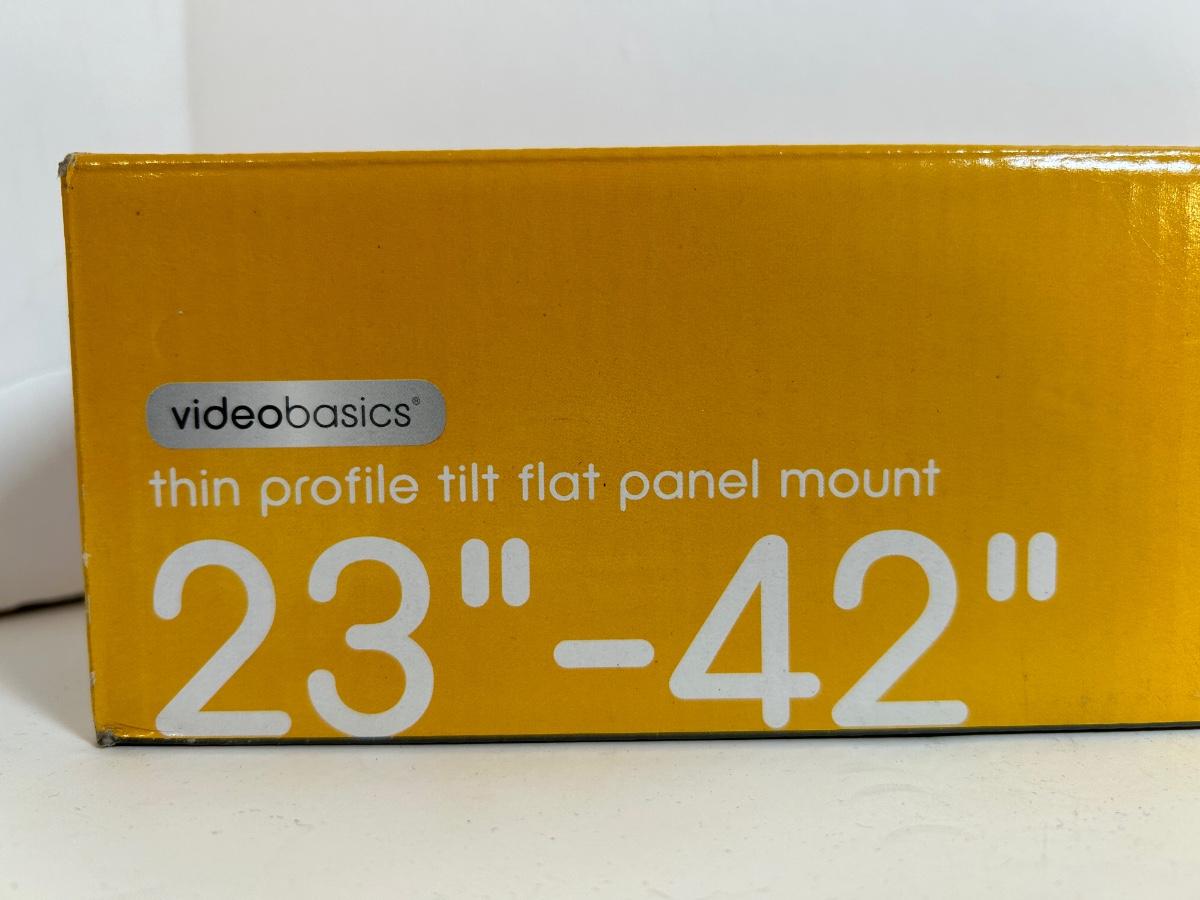 videobasics®
thin profile tilt flat panel mount
23"-42"